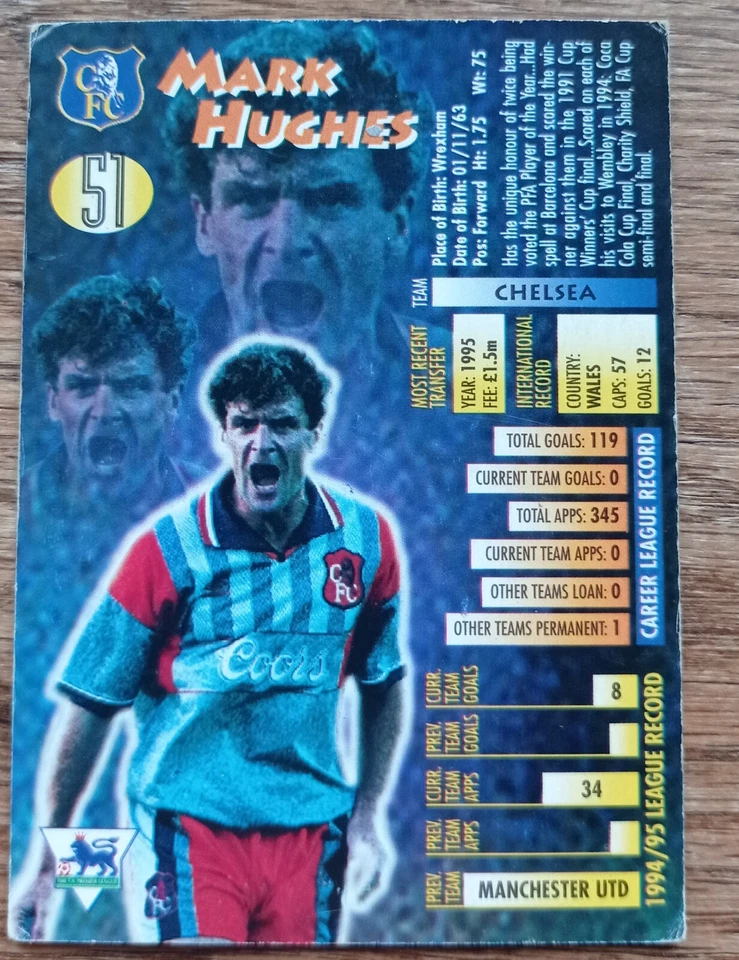 CFC
MARK
HUGHES
51
Place of Birth: Wrexham
Date of Birth: 01/11/63
Pos: Forward Ht: 1.75 Wt: 75
Has the unique honour of twice being
voted the PFA Player of the Year...Had
spell at Barcelona and scored the win-
ner against them in the 1991 Cup
Winners' Cup final...Scored on each of
his visits to Wembley in 1994: Coca
Cola Cup Final, Charity Shield, FA Cup
semi-final and final.
TEAM
CHELSEA
MOST RECENT
TRANSFER
YEAR: 1995
FEE: £1.5m
INTERNATIONAL
RECORD
COUNTRY:
WALES
CAPS: 57
GOALS: 12
TOTAL GOALS: 119
CURRENT TEAM GOALS: 0
TOTAL APPS: 345
CURRENT TEAM APPS: 0
OTHER TEAMS LOAN: 0
OTHER TEAMS PERMANENT: 1
CAREER LEAGUE RECORD
CURR.
TEAM
GOALS
8
PREV.
TEAM
GOALS
CURR.
TEAM
APPS
34
PREV.
TEAM
APPS
PREV.
TEAM
MANCHESTER UTD
1994/95 LEAGUE RECORD
CFC
Coors
THE F.A. PREMIER LEAGUE